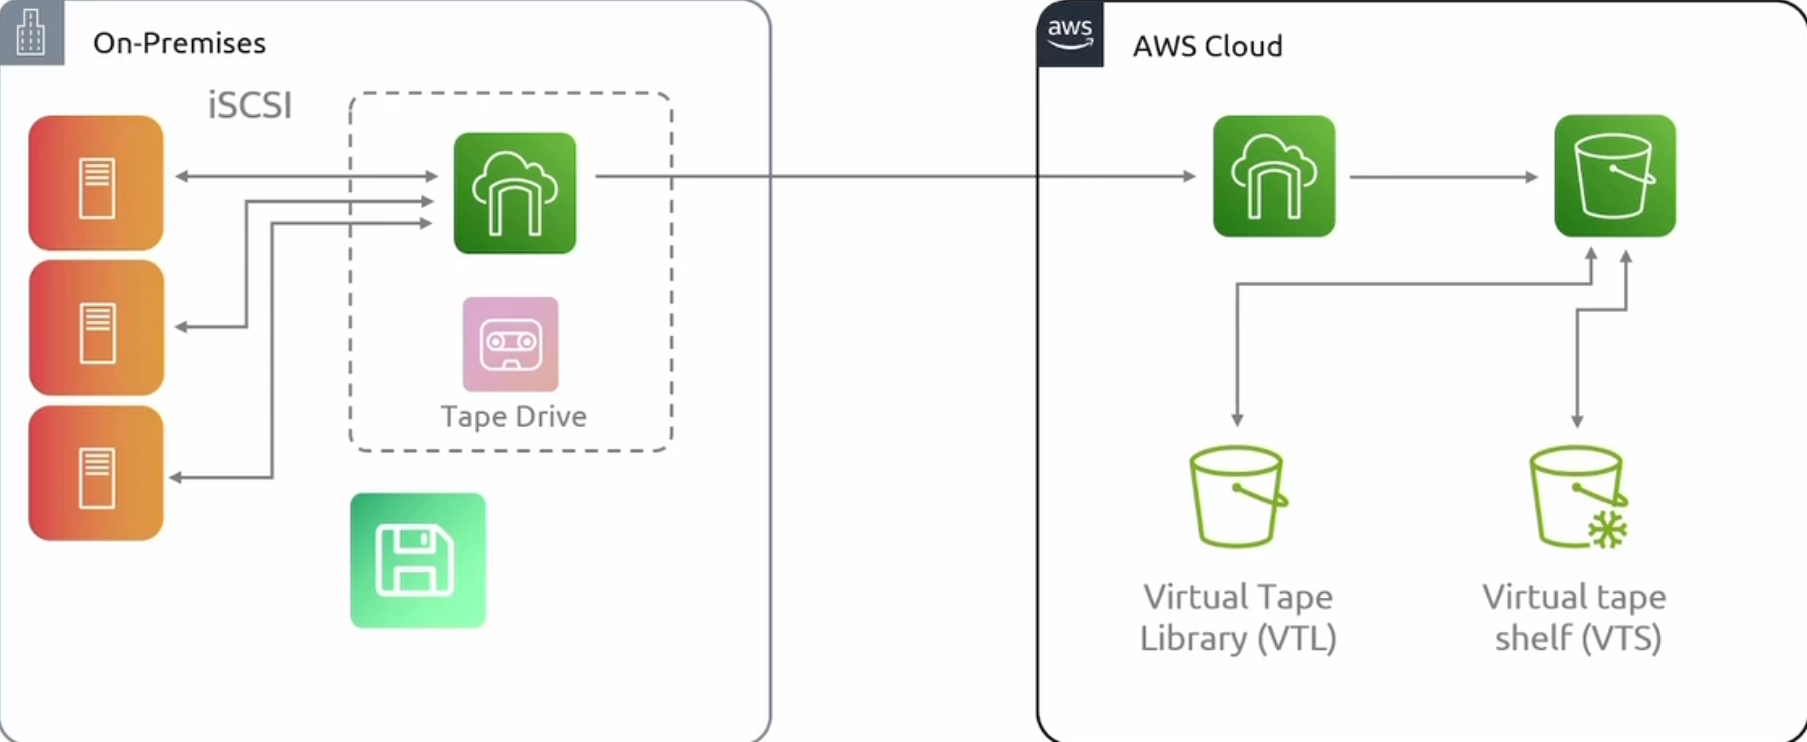 On-Premises
iSCSI
Tape Drive
aws
AWS Cloud
Virtual Tape
Library (VTL)
Virtual tape
shelf (VTS)